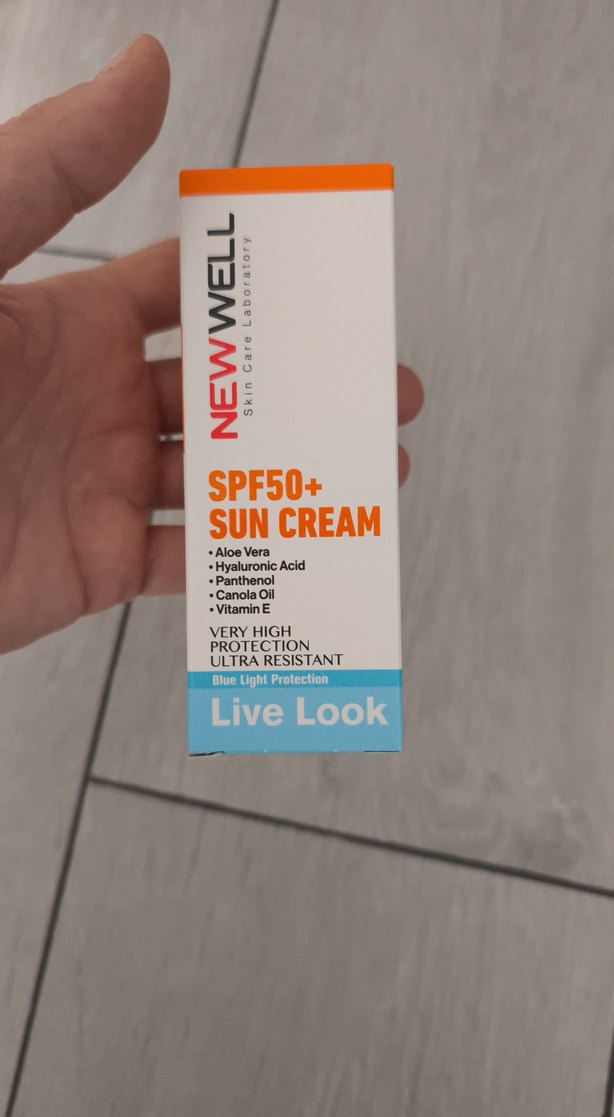 NEWWELL
Skin Care Laboratory
SPF50+
SUN CREAM
• Aloe Vera
• Hyaluronic Acid
• Panthenol
• Canola Oil
• Vitamin E
VERY HIGH
PROTECTION
ULTRA RESISTANT
Blue Light Protection
Live Look